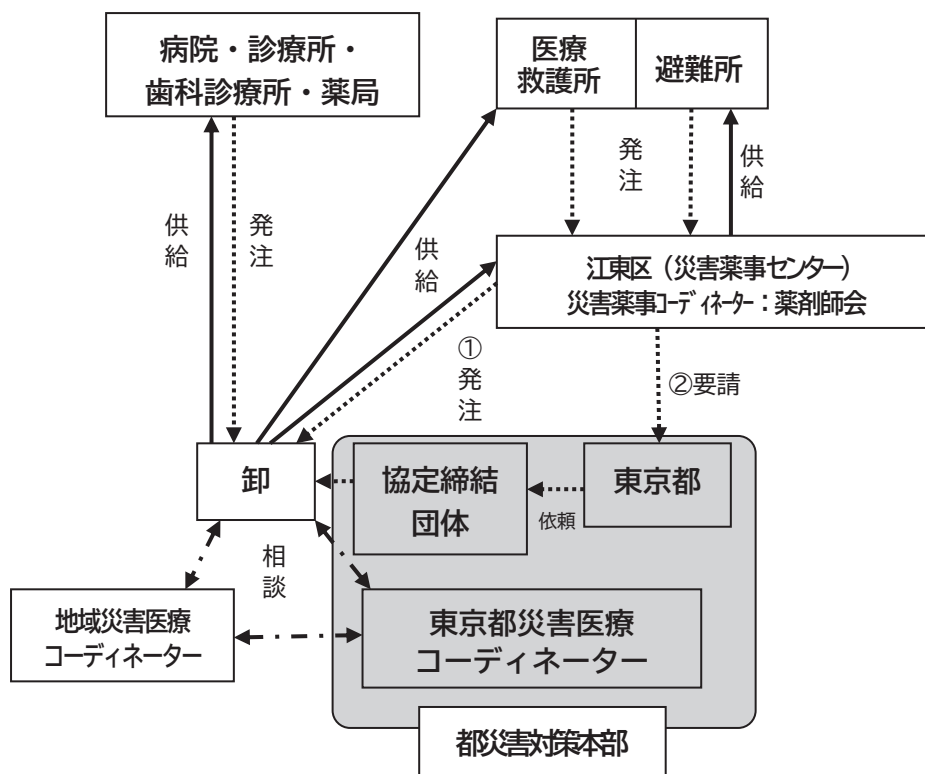 病院・診療所・
歯科診療所・薬局
医療
救護所
避難所
供給
発注
供給
発注
供給
江東区（災害薬事センター）
災害薬事コーディネーター：薬剤師会
①発注
②要請
卸
協定締結
団体
依頼
東京都
相談
地域災害医療
コーディネーター
東京都災害医療
コーディネーター
都災害対策本部